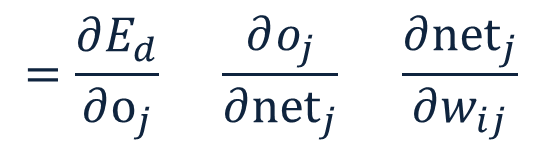 = ∂E_d/∂o_j ∂o_j/∂net_j ∂net_j/∂w_ij